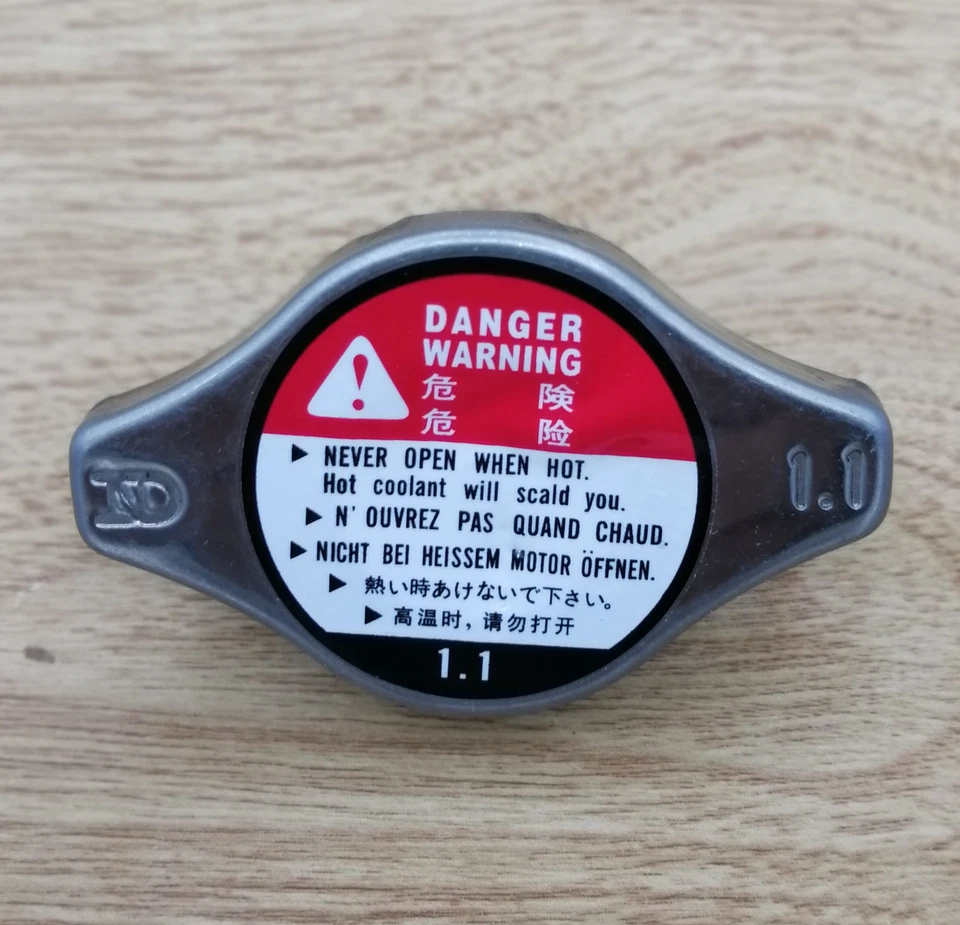 DANGER
WARNING
危 険
危 险
NEVER OPEN WHEN HOT.
Hot coolant will scald you.
N' OUVREZ PAS QUAND CHAUD.
NICHT BEI HEISSEM MOTOR ÖFFNEN.
熱い時あけないで下さい。
高温时, 请勿打开
1.1
ND
1.1